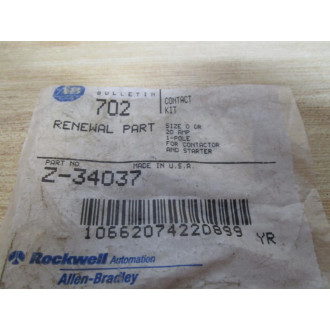 AB
BULLETIN
702
CONTACT
KIT
RENEWAL PART
SIZE 0 OR
20 AMP
1-POLE
FOR CONTACTOR
AND STARTER
PART NO
MADE IN U.S.A.
Z-34037
10662074220899 YR
Rockwell Automation
Allen-Bradley